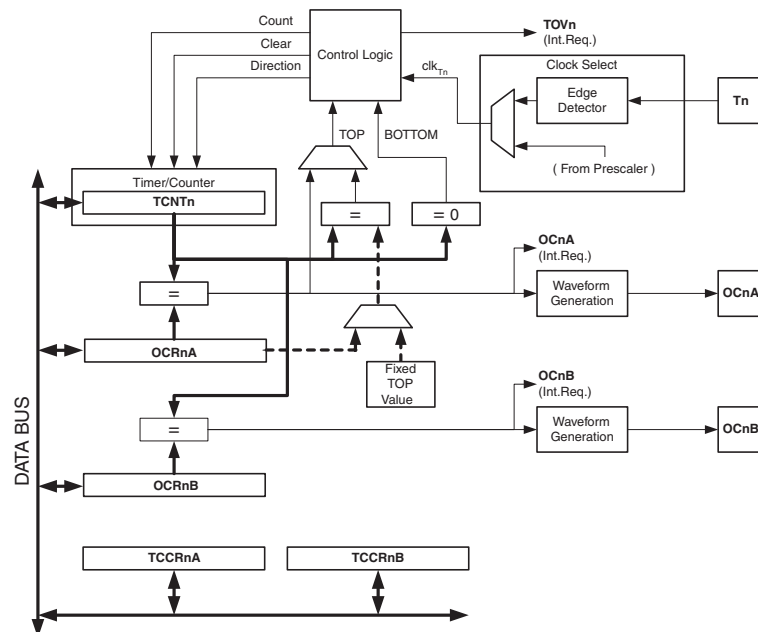 Count
Clear
Direction
Control Logic
TOVn
(Int.Req.)
clkTn
Clock Select
Edge
Detector
Tn
( From Prescaler )
TOP
BOTTOM
Timer/Counter
TCNTn
=
= 0
OCnA
(Int.Req.)
=
Waveform
Generation
OCnA
OCRnA
Fixed
TOP
Value
OCnB
(Int.Req.)
=
Waveform
Generation
OCnB
OCRnB
DATA BUS
TCCRnA
TCCRnB